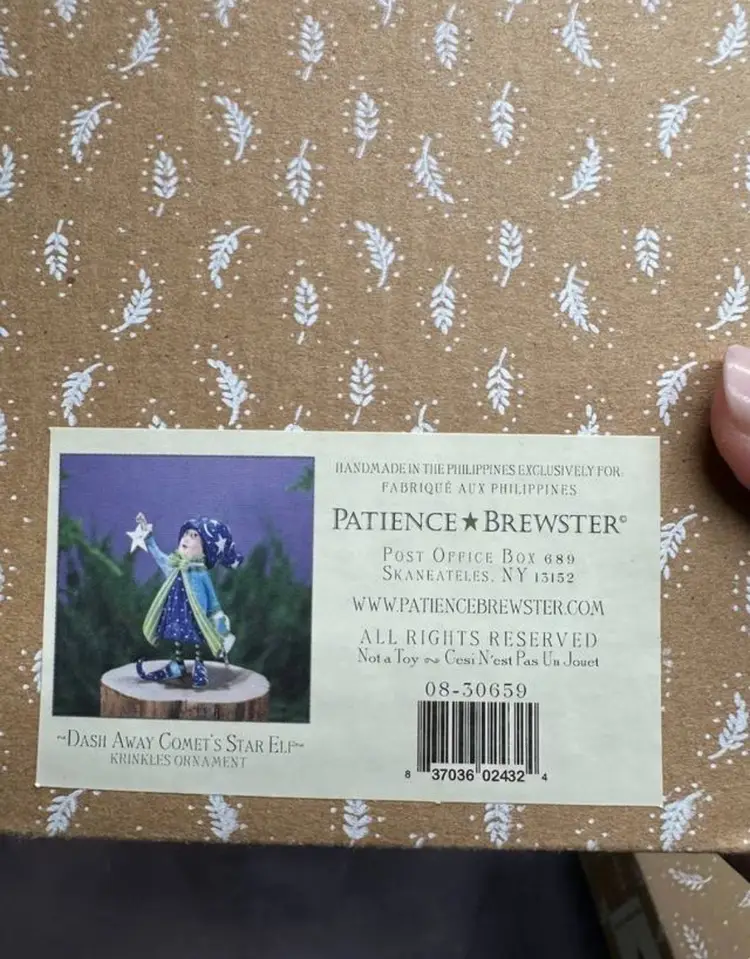 HANDMADE IN THE PHILIPPINES EXCLUSIVELY FOR
FABRIQUÉ AUX PHILIPPINES
PATIENCE★BREWSTER©
POST OFFICE BOX 689
SKANEATELES, NY 13152
WWW.PATIENCEBREWSTER.COM
ALL RIGHTS RESERVED
Not a Toy ~ Cesi N'est Pas Un Jouet
08-30659
8 37036 02432 4
~DASH AWAY COMET'S STAR ELF~
KRINKLES ORNAMENT